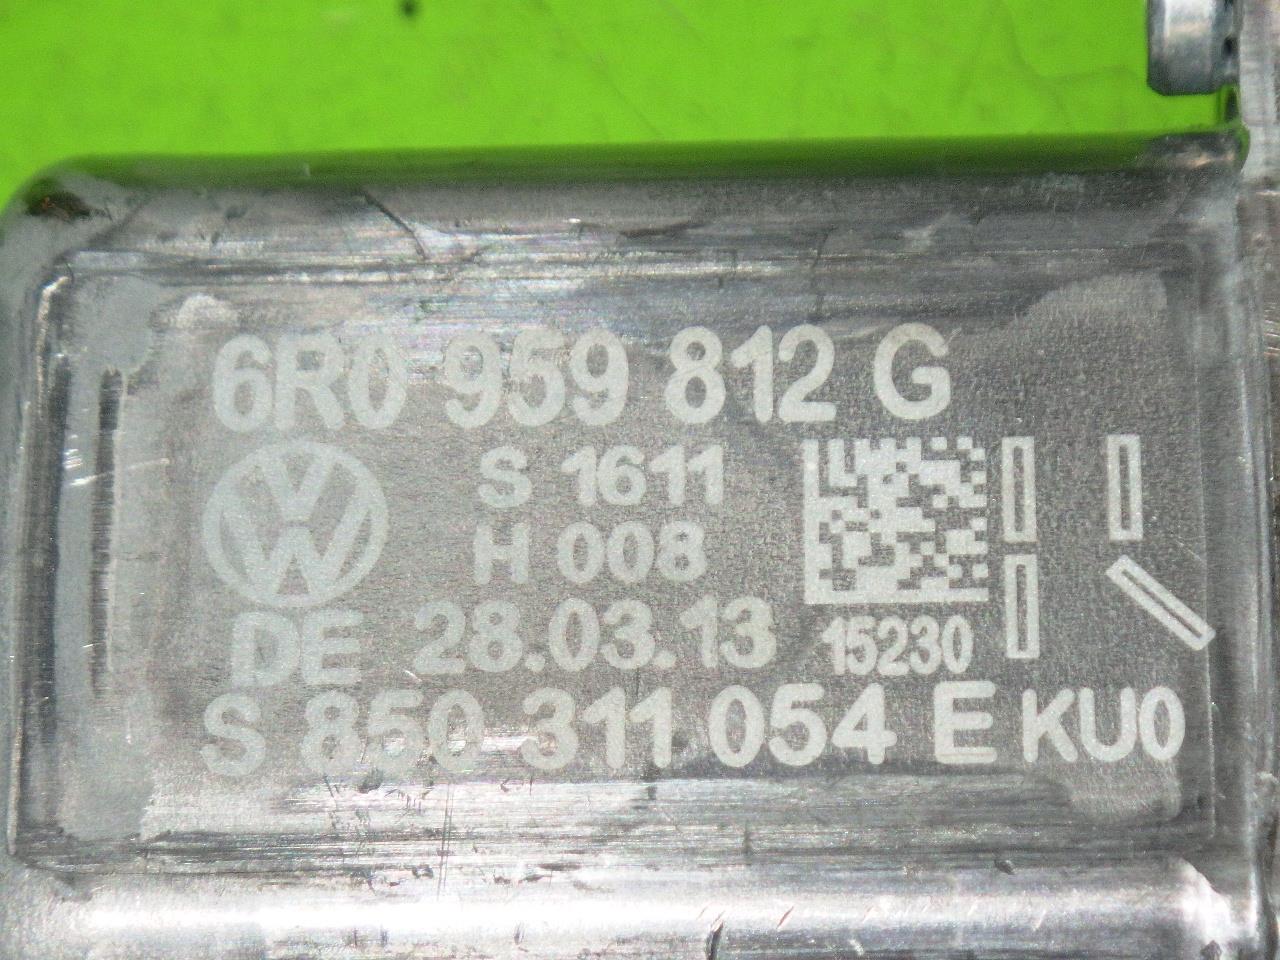 6R0 959 812 G
S 1611
H 008
DE 28.03.13
15230
S 850 311 054 E KU0